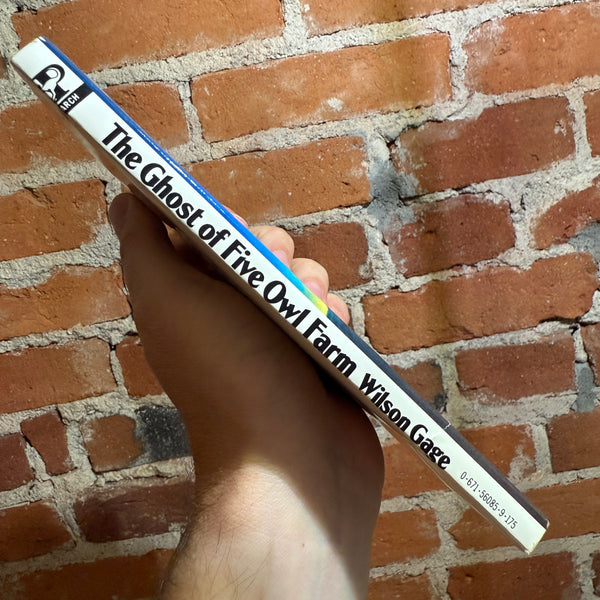 ARCH
The Ghost of Five Owl Farm Wilson Gage 0-671-56085-9-175